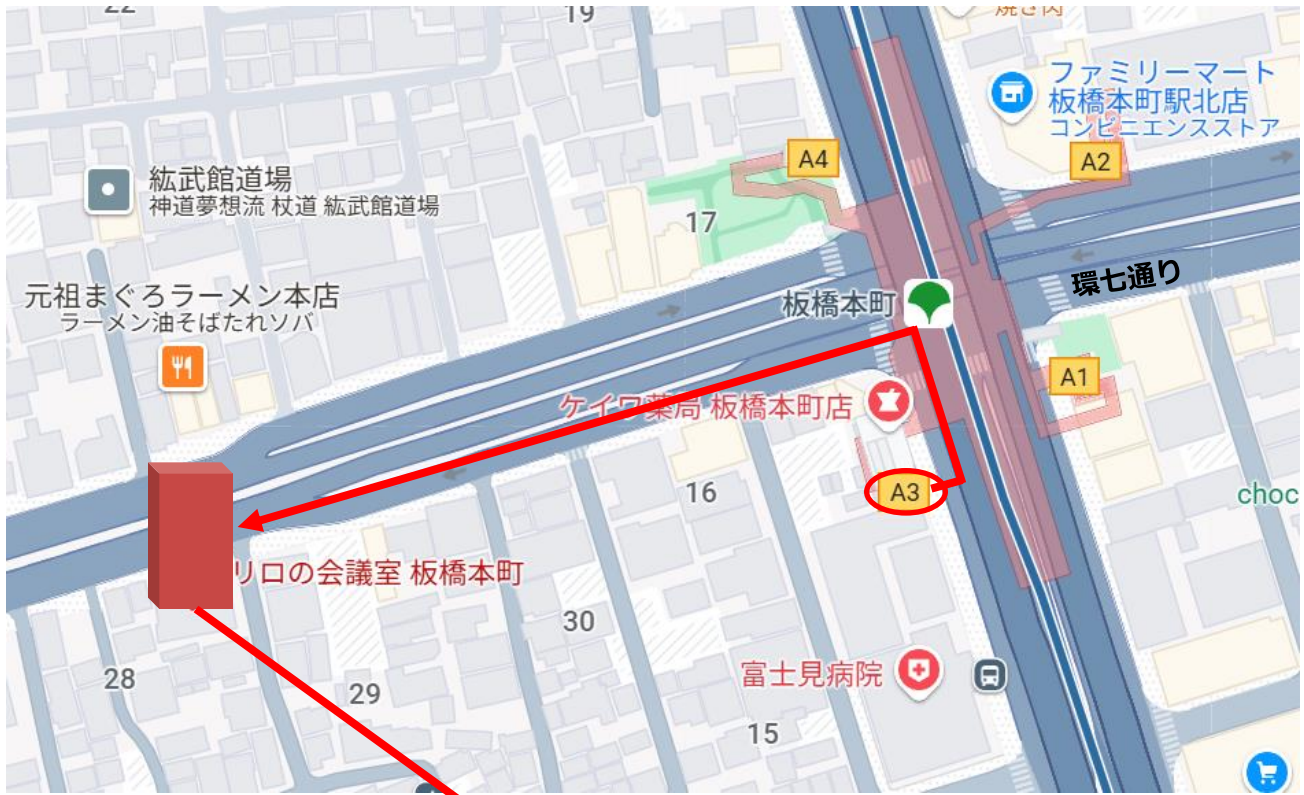 19
焼き肉
ファミリーマート
板橋本町駅北店
コンビニエンスストア
A4
A2
紘武館道場
神道夢想流 杖道 紘武館道場
17
環七通り
元祖まぐろラーメン本店
ラーメン油そばたれソバ
板橋本町
A1
ケイワ薬局 板橋本町店
A3
16
choc
リロの会議室 板橋本町
30
28
29
富士見病院
15